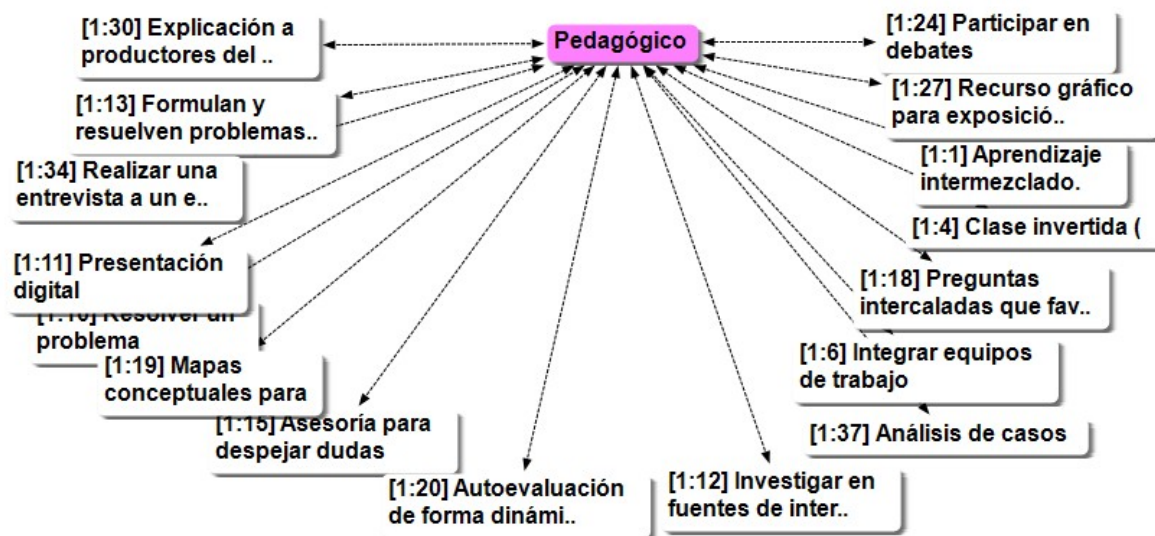 Pedagógico
[1:30] Explicación a
productores del ..
[1:13] Formulan y
resuelven problemas..
[1:34] Realizar una
entrevista a un e..
[1:11] Presentación
digital
problema
[1:19] Mapas
conceptuales para
[1:15] Asesoría para
despejar dudas
[1:20] Autoevaluación
de forma dinámi..
[1:12] Investigar en
fuentes de inter..
[1:24] Participar en
debates
[1:27] Recurso gráfico
para exposició..
[1:1] Aprendizaje
intermezclado.
[1:4] Clase invertida (
[1:18] Preguntas
intercaladas que fav..
[1:6] Integrar equipos
de trabajo
[1:37] Análisis de casos